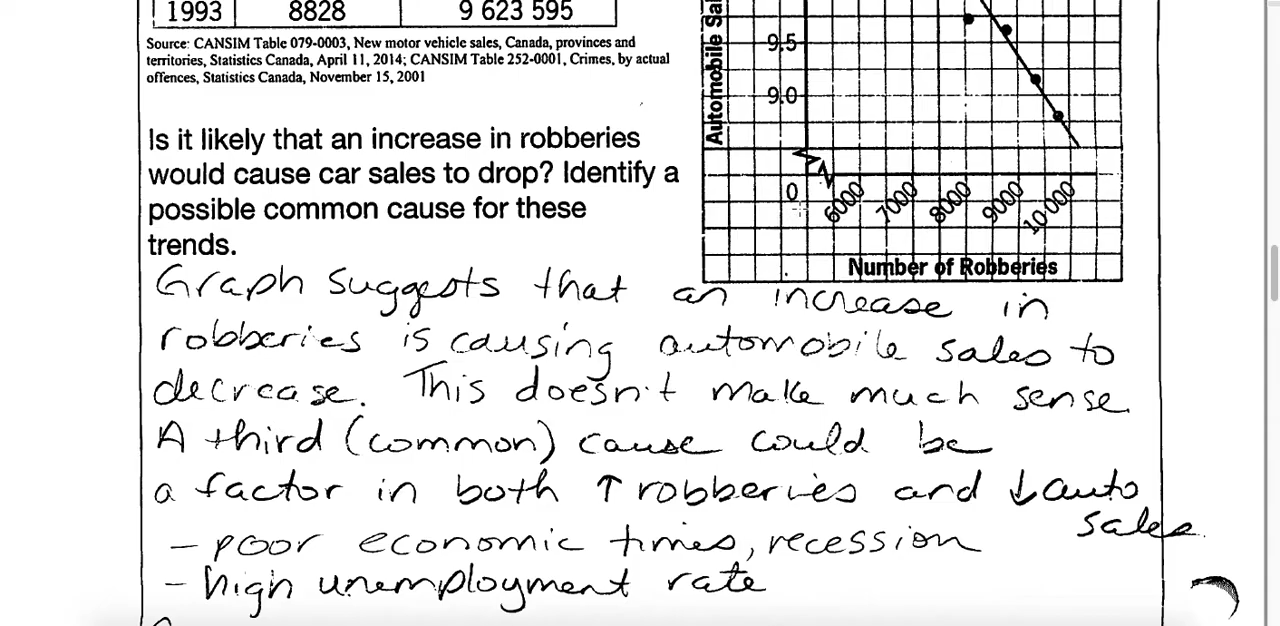 1993 8828 9 623 595
Source: CANSIM Table 079-0003, New motor vehicle sales, Canada, provinces and
territories, Statistics Canada, April 11, 2014; CANSIM Table 252-0001, Crimes, by actual
offences, Statistics Canada, November 15, 2001
Is it likely that an increase in robberies
would cause car sales to drop? Identify a
possible common cause for these
trends.
Automobile Sal
9.5
9.0
0
6000 7000 8000 9000 10 000
Number of Robberies
Graph suggests that an increase in
robberies is causing automobile sales to
decrease. This doesn't make much sense.
A third (common) cause could be
a factor in both ↑ robberies and ↓ auto
sales.
- poor economic times, recession
- high unemployment rate